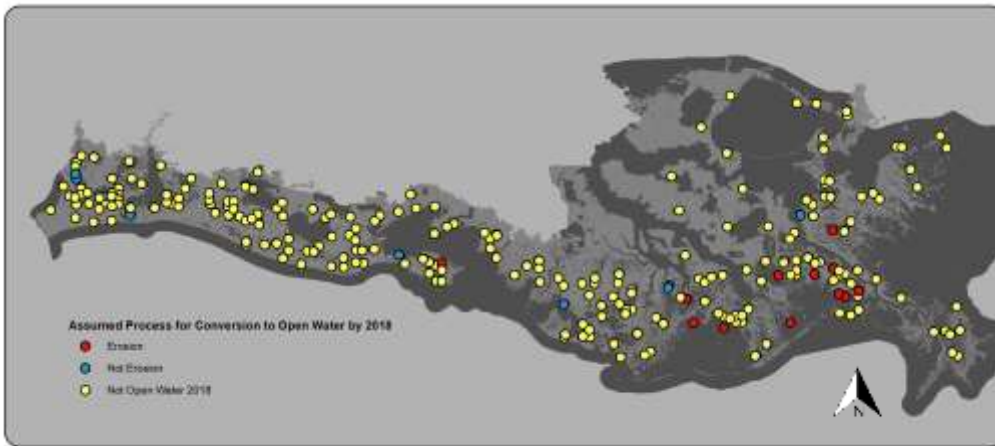 Assumed Process for Conversion to Open Water by 2018
Erosion
Not Erosion
Not Open Water 2018
N